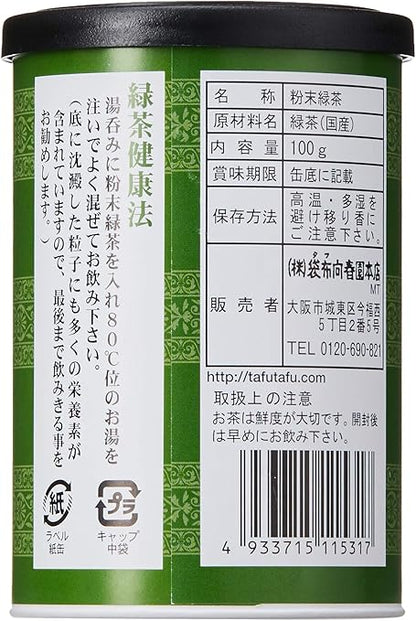 緑茶健康法
湯呑みに粉末緑茶を入れ80℃位のお湯を
注いでよく混ぜてお飲み下さい。
(底に沈澱した粒子にも多くの栄養素が
含まれていますので、最後まで飲みきる事を
お勧めします。)
紙
ラベル
紙缶
プラ
キャップ
中袋
名称 粉末緑茶
原材料名 緑茶(国産)
内容量 100g
賞味期限 缶底に記載
保存方法 高温・多湿を
避け移り香に
ご注意下さい。
販売者 (株)袋布向春園本店
タフ
MT
大阪市城東区今福西
5丁目2番5号
TEL 0120-690-821
http://tafutafu.com
取扱上の注意
お茶は鮮度が大切です。開封後
は早めにお飲み下さい。
4 933715 115317